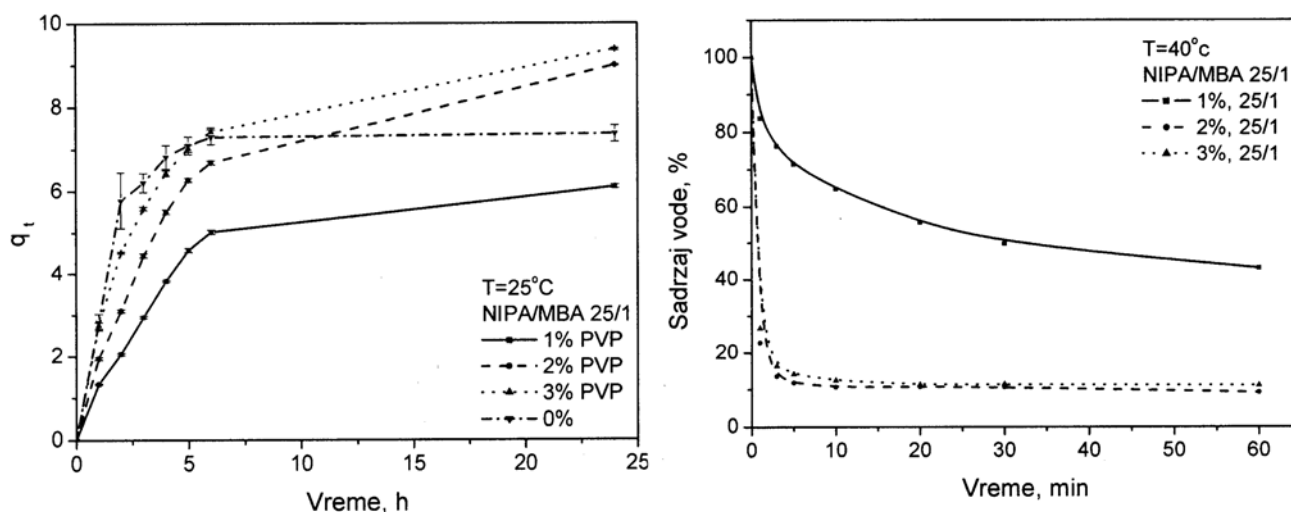 10
8
6
4
2
0
q t
0
5
10
15
20
25
Vreme, h
T=25°C
NIPA/MBA 25/1
1% PVP
2% PVP
3% PVP
0%
100
80
60
40
20
0
Sadrzaj vode, %
0
10
20
30
40
50
60
Vreme, min
T=40°c
NIPA/MBA 25/1
1%, 25/1
2%, 25/1
3%, 25/1